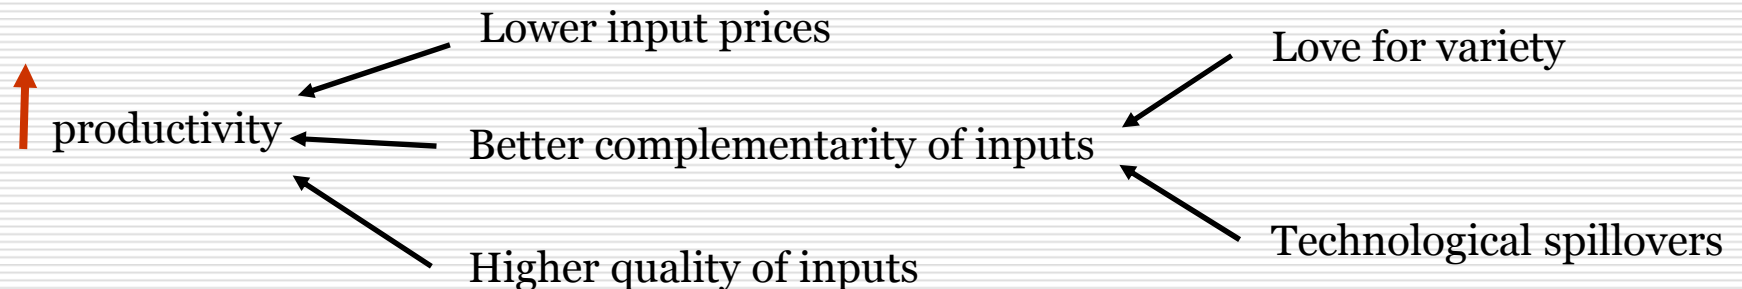 Lower input prices
Love for variety
productivity
Better complementarity of inputs
Technological spillovers
Higher quality of inputs